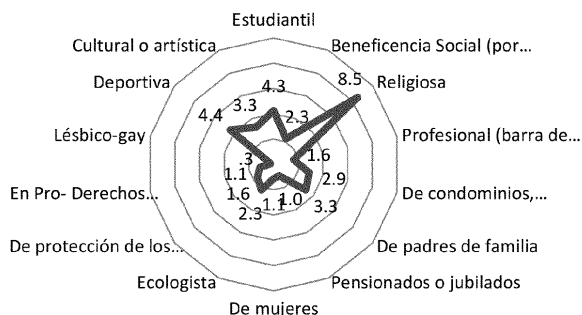 Estudiantil
Cultural o artística
Beneficencia Social (por...
Deportiva
8.5
Religiosa
4.3
3.3
2.3
4.4
Lésbico-gay
Profesional (barra de...
.3
1.6
1.1
2.9
En Pro- Derechos...
De condominios,...
1.6
3.3
2.3
1.1
1.0
De protección de los...
De padres de familia
Ecologista
Pensionados o jubilados
De mujeres